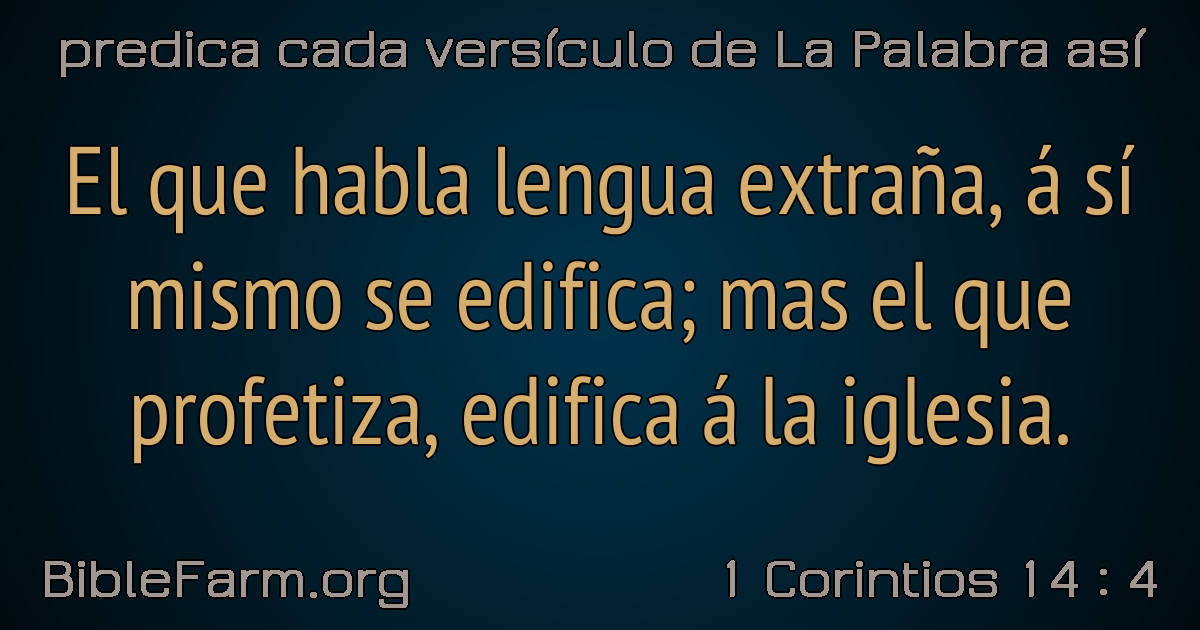 predica cada versículo de La Palabra así
El que habla lengua extraña, á sí
mismo se edifica; mas el que
profetiza, edifica á la iglesia.
BibleFarm.org
1 Corintios 14 : 4